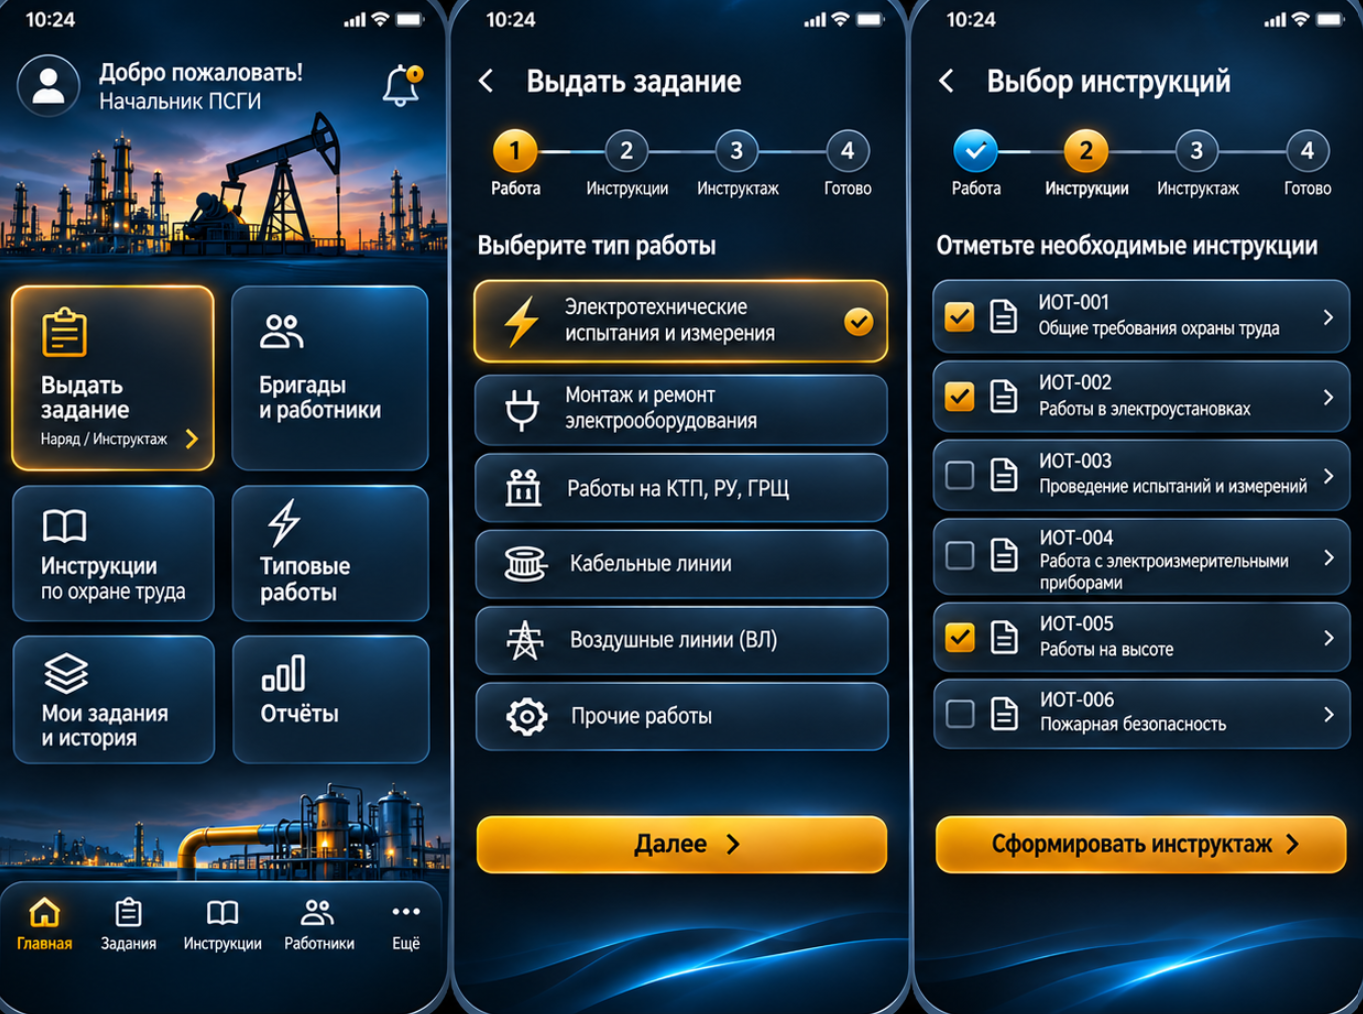 10:24
Добро пожаловать!
Начальник ПСГИ
Выдать
задание
Наряд / Инструктаж
Бригады
и работники
Инструкции
по охране труда
Типовые
работы
Мои задания
и история
Отчёты
Главная
Задания
Инструкции
Работники
Ещё
10:24
Выдать задание
1
2
3
4
Работа
Инструкции
Инструктаж
Готово
Выберите тип работы
Электротехнические
испытания и измерения
Монтаж и ремонт
электрооборудования
Работы на КТП, РУ, ГРЩ
Кабельные линии
Воздушные линии (ВЛ)
Прочие работы
Далее
10:24
Выбор инструкций
2
3
4
Работа
Инструкции
Инструктаж
Готово
Отметьте необходимые инструкции
ИОТ-001
Общие требования охраны труда
ИОТ-002
Работы в электроустановках
ИОТ-003
Проведение испытаний и измерений
ИОТ-004
Работа с электроизмерительными
приборами
ИОТ-005
Работы на высоте
ИОТ-006
Пожарная безопасность
Сформировать инструктаж